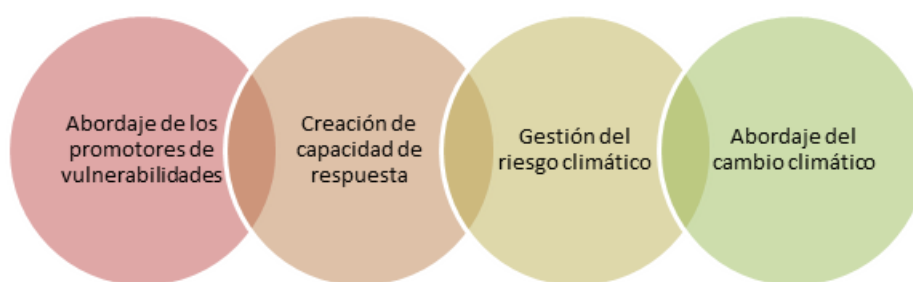 Abordaje de los
promotores de
vulnerabilidades
Creación de
capacidad de
respuesta
Gestión del
riesgo climático
Abordaje del
cambio climático